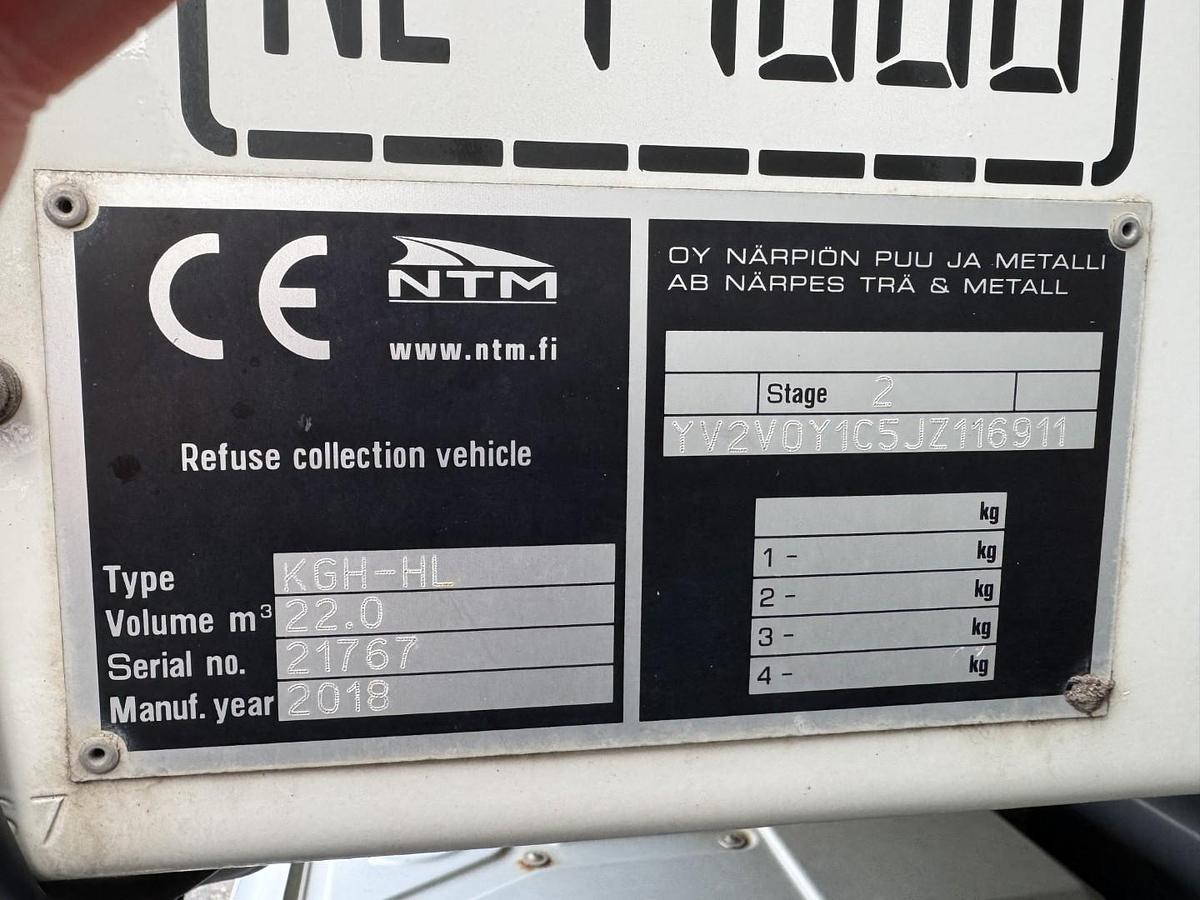 CE
NTM
www.ntm.fi
Refuse collection vehicle
Type KGH-HL
Volume m³ 22.0
Serial no. 21767
Manuf. year 2018
OY NÄRPIÖN PUU JA METALLI
AB NÄRPES TRÄ & METALL
Stage 2
YV2V0Y1C5JZ116911
kg
1 - kg
2 - kg
3 - kg
4 - kg